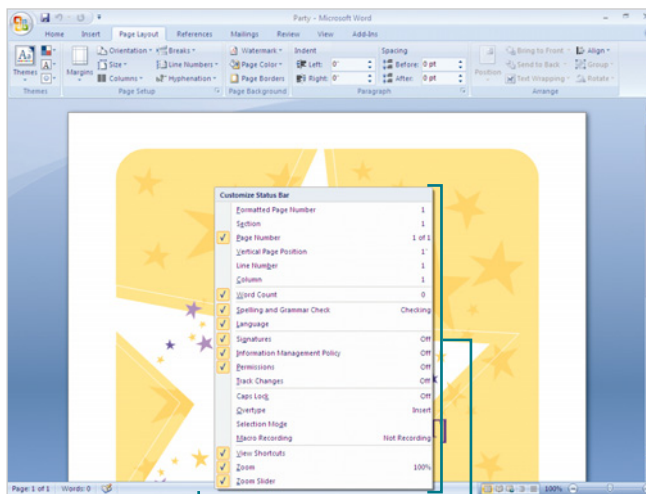 Party - Microsoft Word
Home Insert Page Layout References Mailings Review View Add-Ins
Orientation Breaks Watermark Indent Spacing Bring to Front Align
Size Line Numbers Page Color Left: 0" Before: 0 pt Send to Back Group
Themes Margins Columns Hyphenation Page Borders Right: 0" After: 0 pt Position Text Wrapping Rotate
Themes Page Setup Page Background Paragraph Arrange
Customize Status Bar
Formatted Page Number 1
Section 1
Page Number 1 of 1
Vertical Page Position 1"
Line Number 1
Column 1
Word Count 0
Spelling and Grammar Check Checking
Language
Signatures Off
Information Management Policy Off
Permissions Off
Track Changes Off
Caps Lock Off
Overtype Insert
Selection Mode
Macro Recording Not Recording
View Shortcuts
Zoom 100%
Zoom Slider
Page: 1 of 1 Words: 0 100%